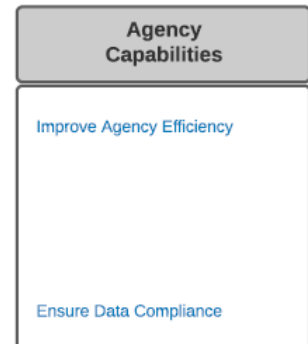 Agency
Capabilities
Improve Agency Efficiency
Ensure Data Compliance